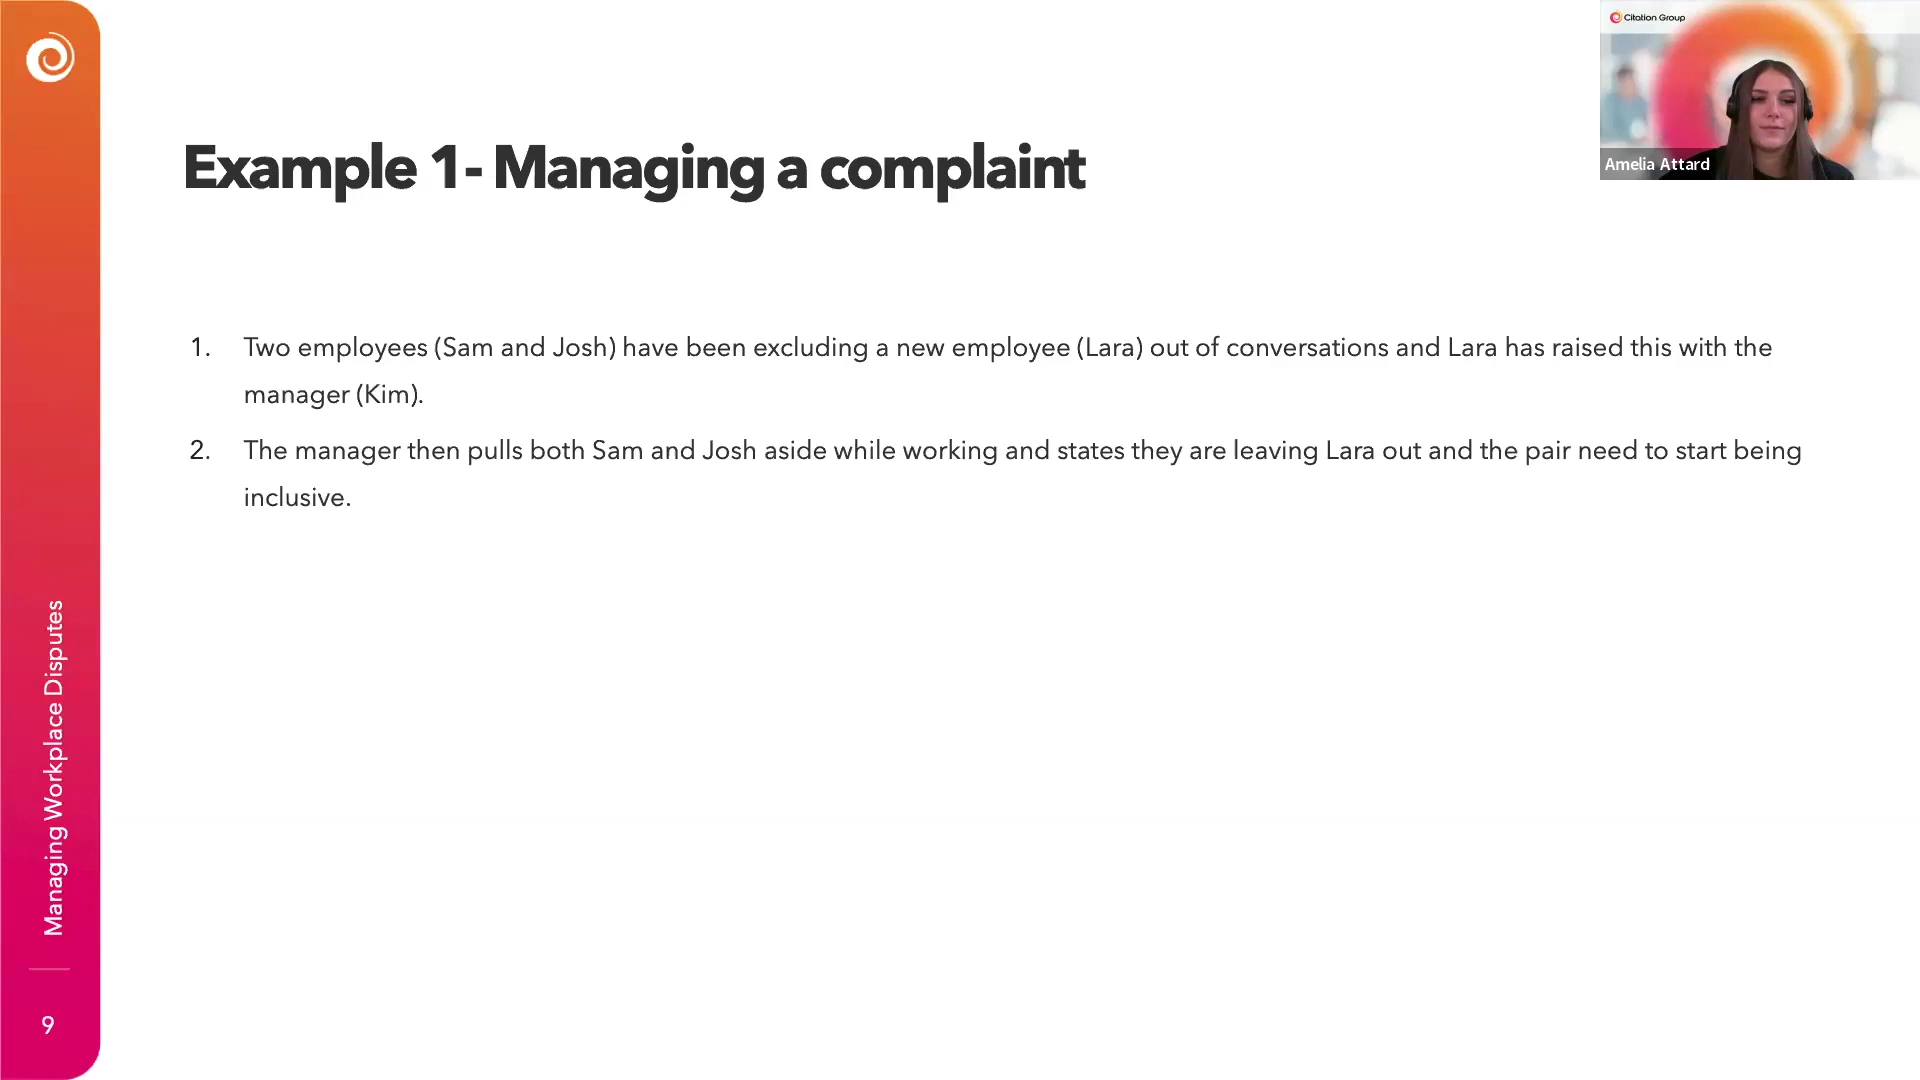 Citation Group
Amelia Attard
Example 1- Managing a complaint
1. Two employees (Sam and Josh) have been excluding a new employee (Lara) out of conversations and Lara has raised this with the
manager (Kim).
2. The manager then pulls both Sam and Josh aside while working and states they are leaving Lara out and the pair need to start being
inclusive.
Managing Workplace Disputes
9